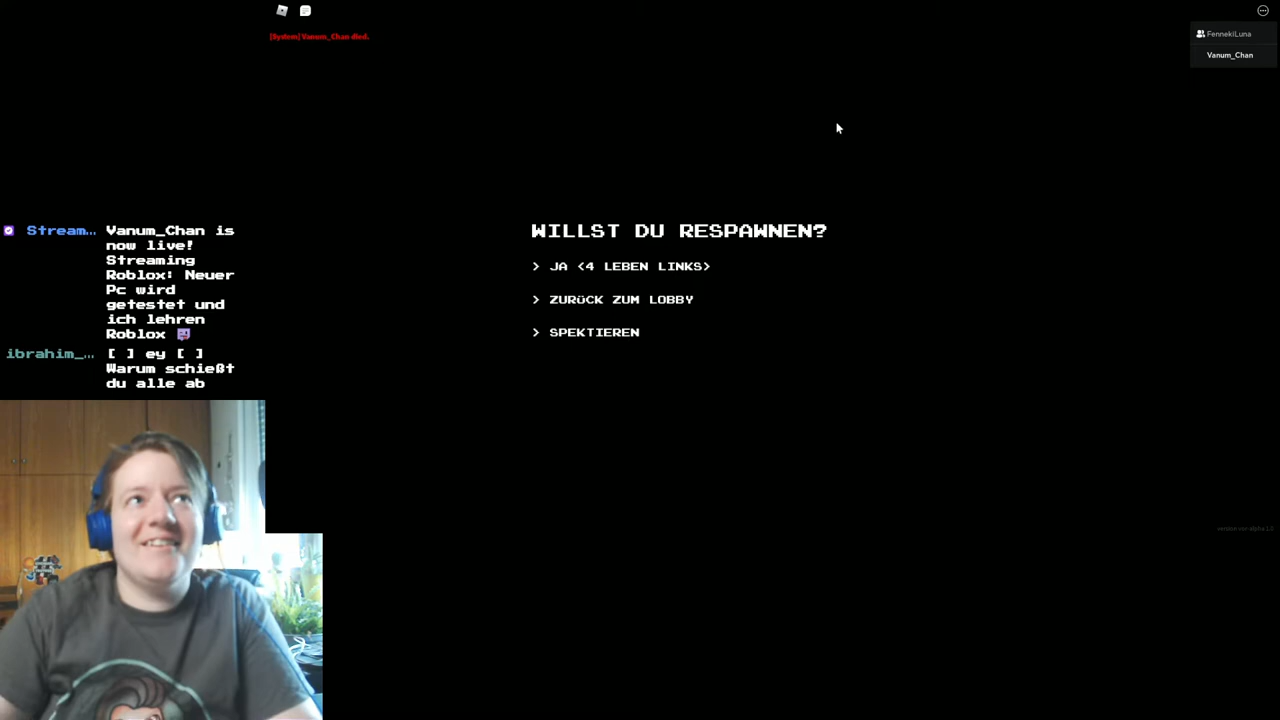 [System] Vanum_Chan died.
FennekiLuna
Vanum_Chan
Stream... Vanum_Chan is
now live!
Streaming
Roblox: Neuer
Pc wird
getestet und
ich lehren
Roblox
ibrahim_... [ ] ey [ ]
Warum schießt
du alle ab
WILLST DU RESPAWNEN?
> JA <4 LEBEN LINKS>
> ZURüCK ZUM LOBBY
> SPEKTIEREN